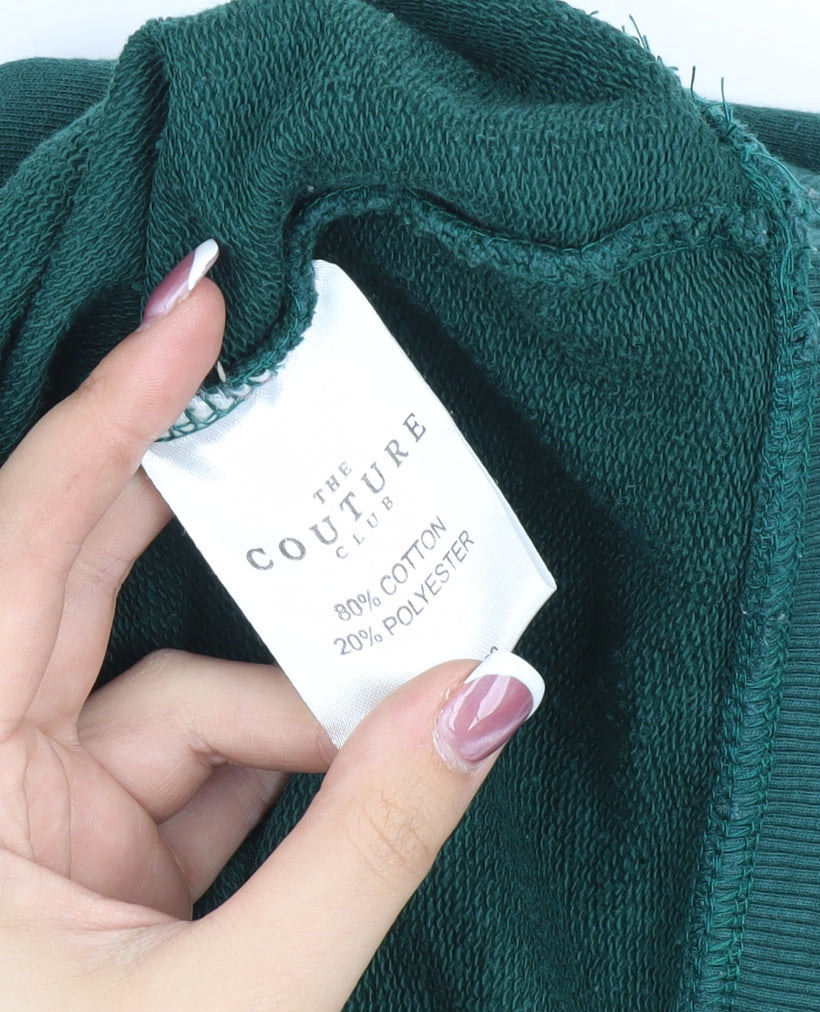 THE
COUTURE
CLUB
80% COTTON
20% POLYESTER